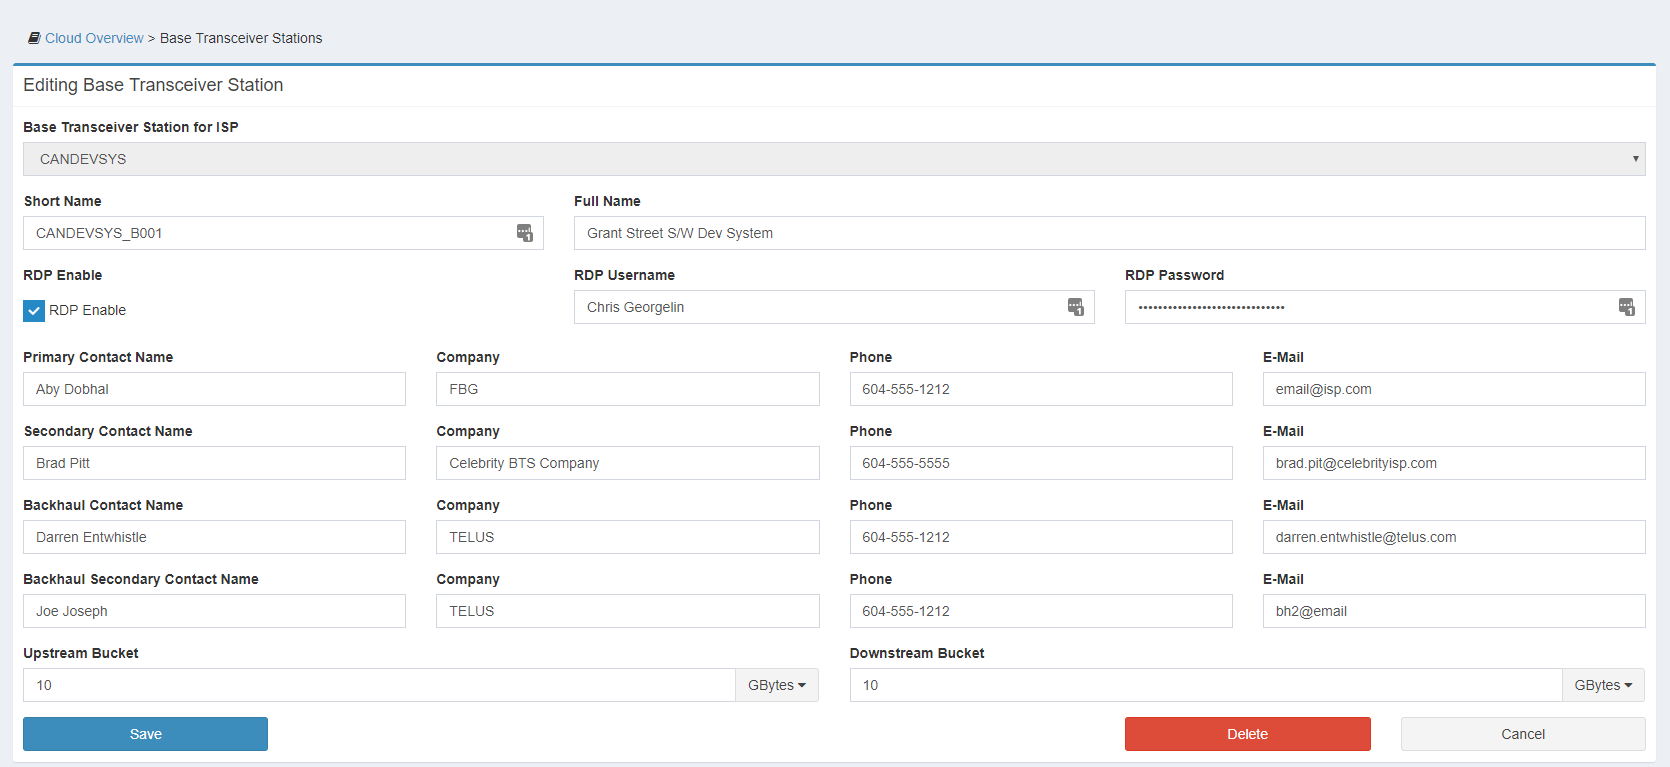 Cloud Overview > Base Transceiver Stations
Editing Base Transceiver Station
Base Transceiver Station for ISP
CANDEVSYS
Short Name Full Name
CANDEVSYS_B001 Grant Street S/W Dev System
RDP Enable RDP Username RDP Password
RDP Enable Chris Georgelin ••••••••••••••••••••••••••••••
Primary Contact Name Company Phone E-Mail
Aby Dobhal FBG 604-555-1212 email@isp.com
Secondary Contact Name Company Phone E-Mail
Brad Pitt Celebrity BTS Company 604-555-5555 brad.pit@celebrityisp.com
Backhaul Contact Name Company Phone E-Mail
Darren Entwhistle TELUS 604-555-1212 darren.entwhistle@telus.com
Backhaul Secondary Contact Name Company Phone E-Mail
Joe Joseph TELUS 604-555-1212 bh2@email
Upstream Bucket Downstream Bucket
10 GBytes 10 GBytes
Save Delete Cancel